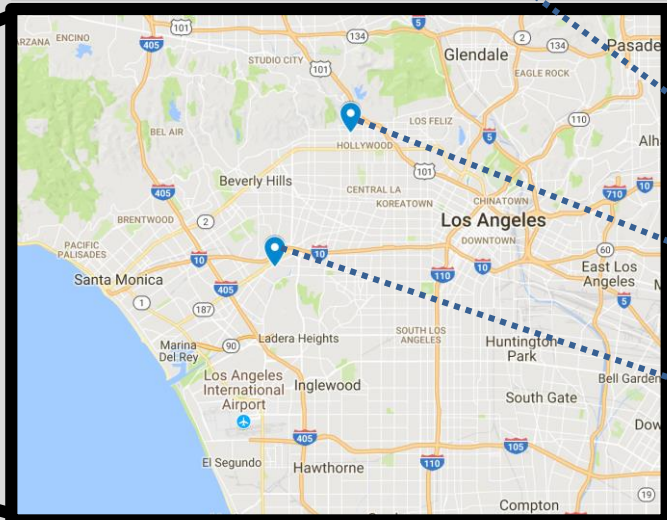 ARZANA
ENCINO
101
405
134
5
2
134
Pasade
Glendale
STUDIO CITY
101
EAGLE ROCK
110
LOS FELIZ
BEL AIR
HOLLYWOOD
5
Alh
101
405
Beverly Hills
CENTRAL LA
KOREATOWN
CHINATOWN
710
10
BRENTWOOD
2
Los Angeles
DOWNTOWN
PACIFIC
PALISADES
10
10
60
110
10
East Los
Angeles
Santa Monica
405
1
187
5
SOUTH LOS
ANGELES
Huntington
Park
Marina
Del Rey
90
Ladera Heights
Los Angeles
International
Airport
Inglewood
Bell Garden
South Gate
Dow
405
110
105
El Segundo
Hawthorne
19
Compton